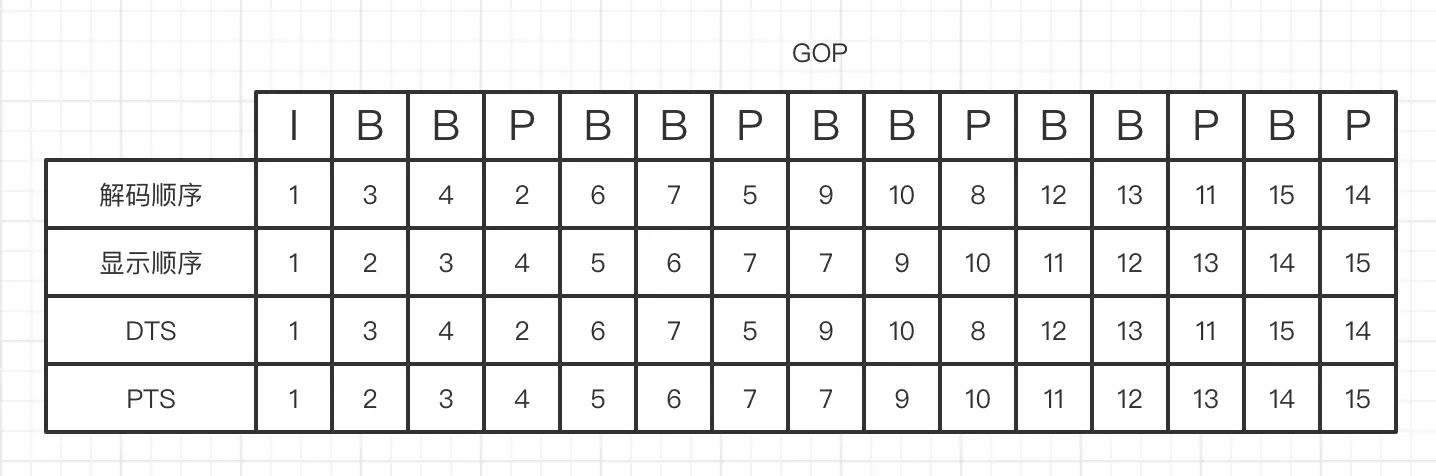 GOP
I B B P B B P B B P B B P B P
解码顺序 1 3 4 2 6 7 5 9 10 8 12 13 11 15 14
显示顺序 1 2 3 4 5 6 7 7 9 10 11 12 13 14 15
DTS 1 3 4 2 6 7 5 9 10 8 12 13 11 15 14
PTS 1 2 3 4 5 6 7 7 9 10 11 12 13 14 15